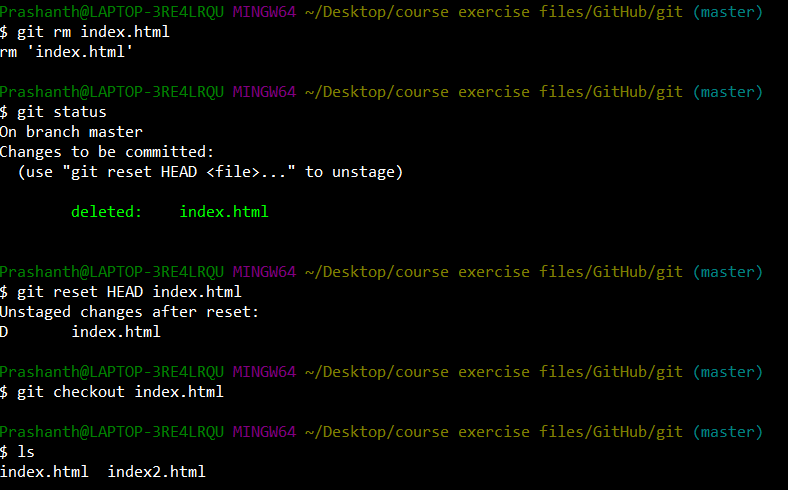 Prashanth@LAPTOP-3RE4LRQU MINGW64 ~/Desktop/course exercise files/GitHub/git (master)
$ git rm index.html
rm 'index.html'
Prashanth@LAPTOP-3RE4LRQU MINGW64 ~/Desktop/course exercise files/GitHub/git (master)
$ git status
On branch master
Changes to be committed:
  (use "git reset HEAD <file>..." to unstage)
        deleted:    index.html
Prashanth@LAPTOP-3RE4LRQU MINGW64 ~/Desktop/course exercise files/GitHub/git (master)
$ git reset HEAD index.html
Unstaged changes after reset:
D       index.html
Prashanth@LAPTOP-3RE4LRQU MINGW64 ~/Desktop/course exercise files/GitHub/git (master)
$ git checkout index.html
Prashanth@LAPTOP-3RE4LRQU MINGW64 ~/Desktop/course exercise files/GitHub/git (master)
$ ls
index.html  index2.html